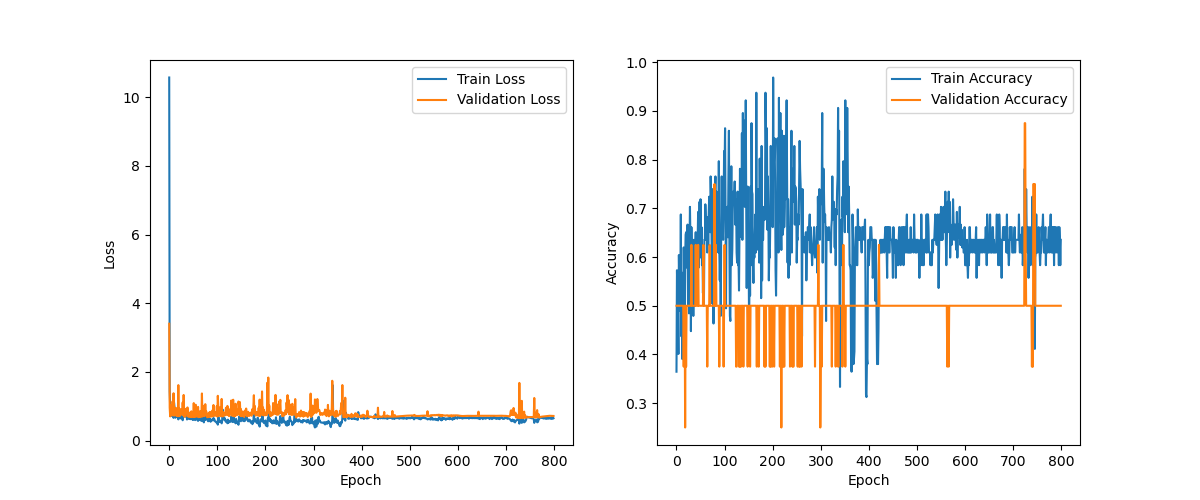 Train Loss
Validation Loss
Loss
10
8
6
4
2
0
0 100 200 300 400 500 600 700 800
Epoch
Train Accuracy
Validation Accuracy
Accuracy
1.0
0.9
0.8
0.7
0.6
0.5
0.4
0.3
0 100 200 300 400 500 600 700 800
Epoch